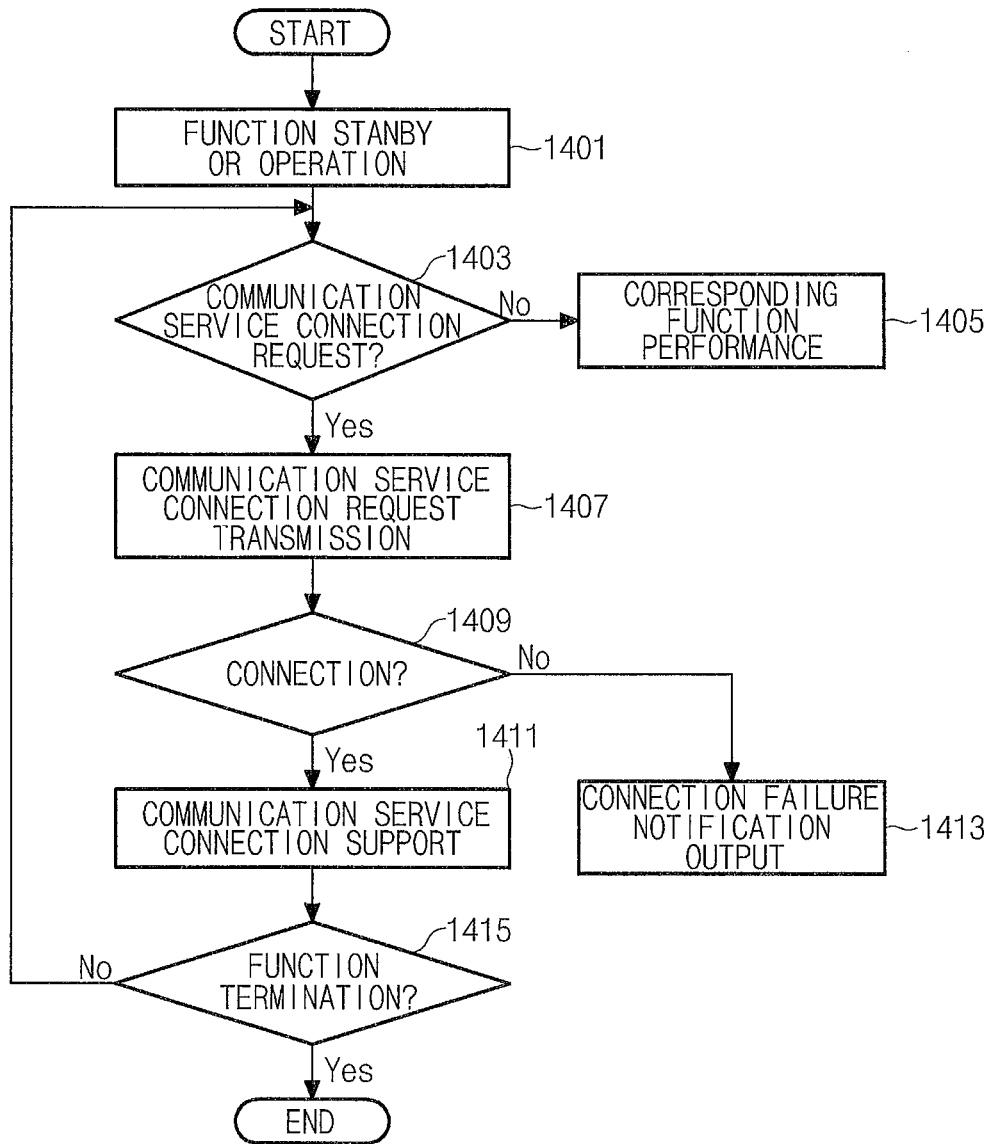 START
FUNCTION STANBY
OR OPERATION
1401
1403
COMMUNICATION
SERVICE CONNECTION
REQUEST?
No
CORRESPONDING
FUNCTION
PERFORMANCE
1405
Yes
COMMUNICATION SERVICE
CONNECTION REQUEST
TRANSMISSION
1407
1409
CONNECTION?
No
Yes
1411
COMMUNICATION SERVICE
CONNECTION SUPPORT
CONNECTION FAILURE
NOTIFICATION
OUTPUT
1413
1415
FUNCTION
TERMINATION?
No
Yes
END